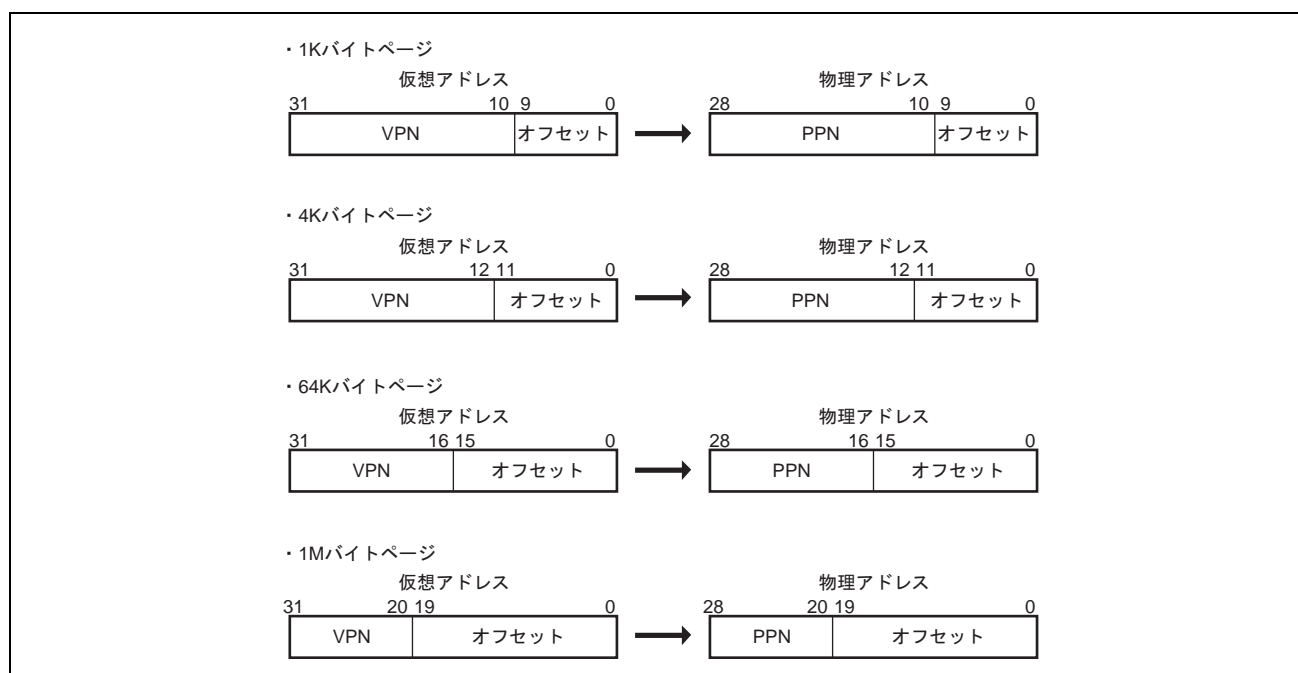 ・1Kバイトページ
仮想アドレス 物理アドレス
31 10 9 0 28 10 9 0
VPN オフセット PPN オフセット
・4Kバイトページ
仮想アドレス 物理アドレス
31 12 11 0 28 12 11 0
VPN オフセット PPN オフセット
・64Kバイトページ
仮想アドレス 物理アドレス
31 16 15 0 28 16 15 0
VPN オフセット PPN オフセット
・1Mバイトページ
仮想アドレス 物理アドレス
31 20 19 0 28 20 19 0
VPN オフセット PPN オフセット